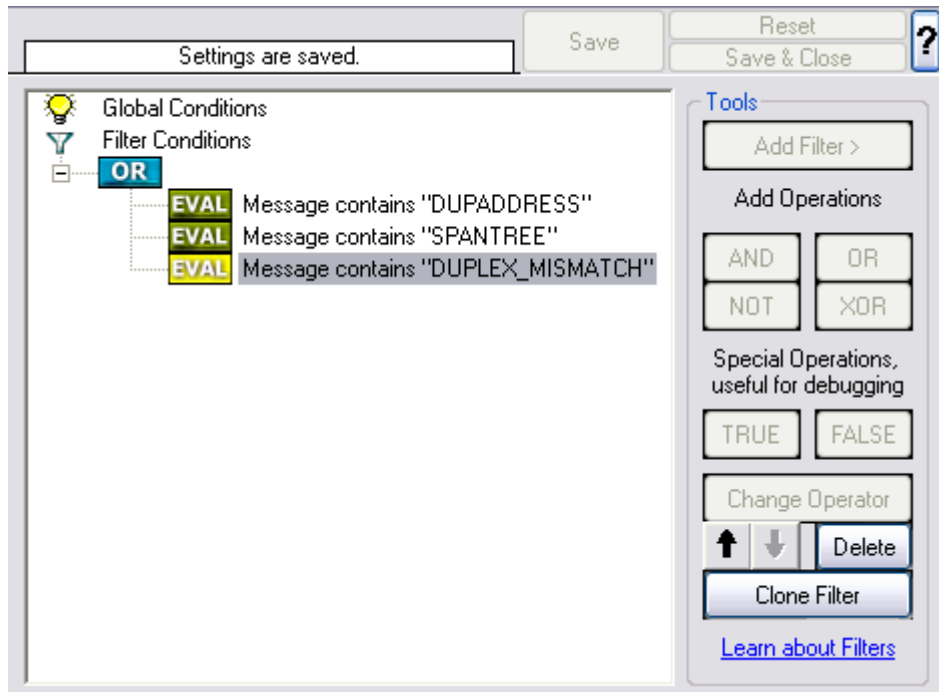 Settings are saved.
Save
Reset
Save & Close
?
Global Conditions
Filter Conditions
OR
EVAL Message contains "DUPADDRESS"
EVAL Message contains "SPANTREE"
EVAL Message contains "DUPLEX_MISMATCH"
Tools
Add Filter >
Add Operations
AND OR
NOT XOR
Special Operations,
useful for debugging
TRUE FALSE
Change Operator
Delete
Clone Filter
Learn about Filters